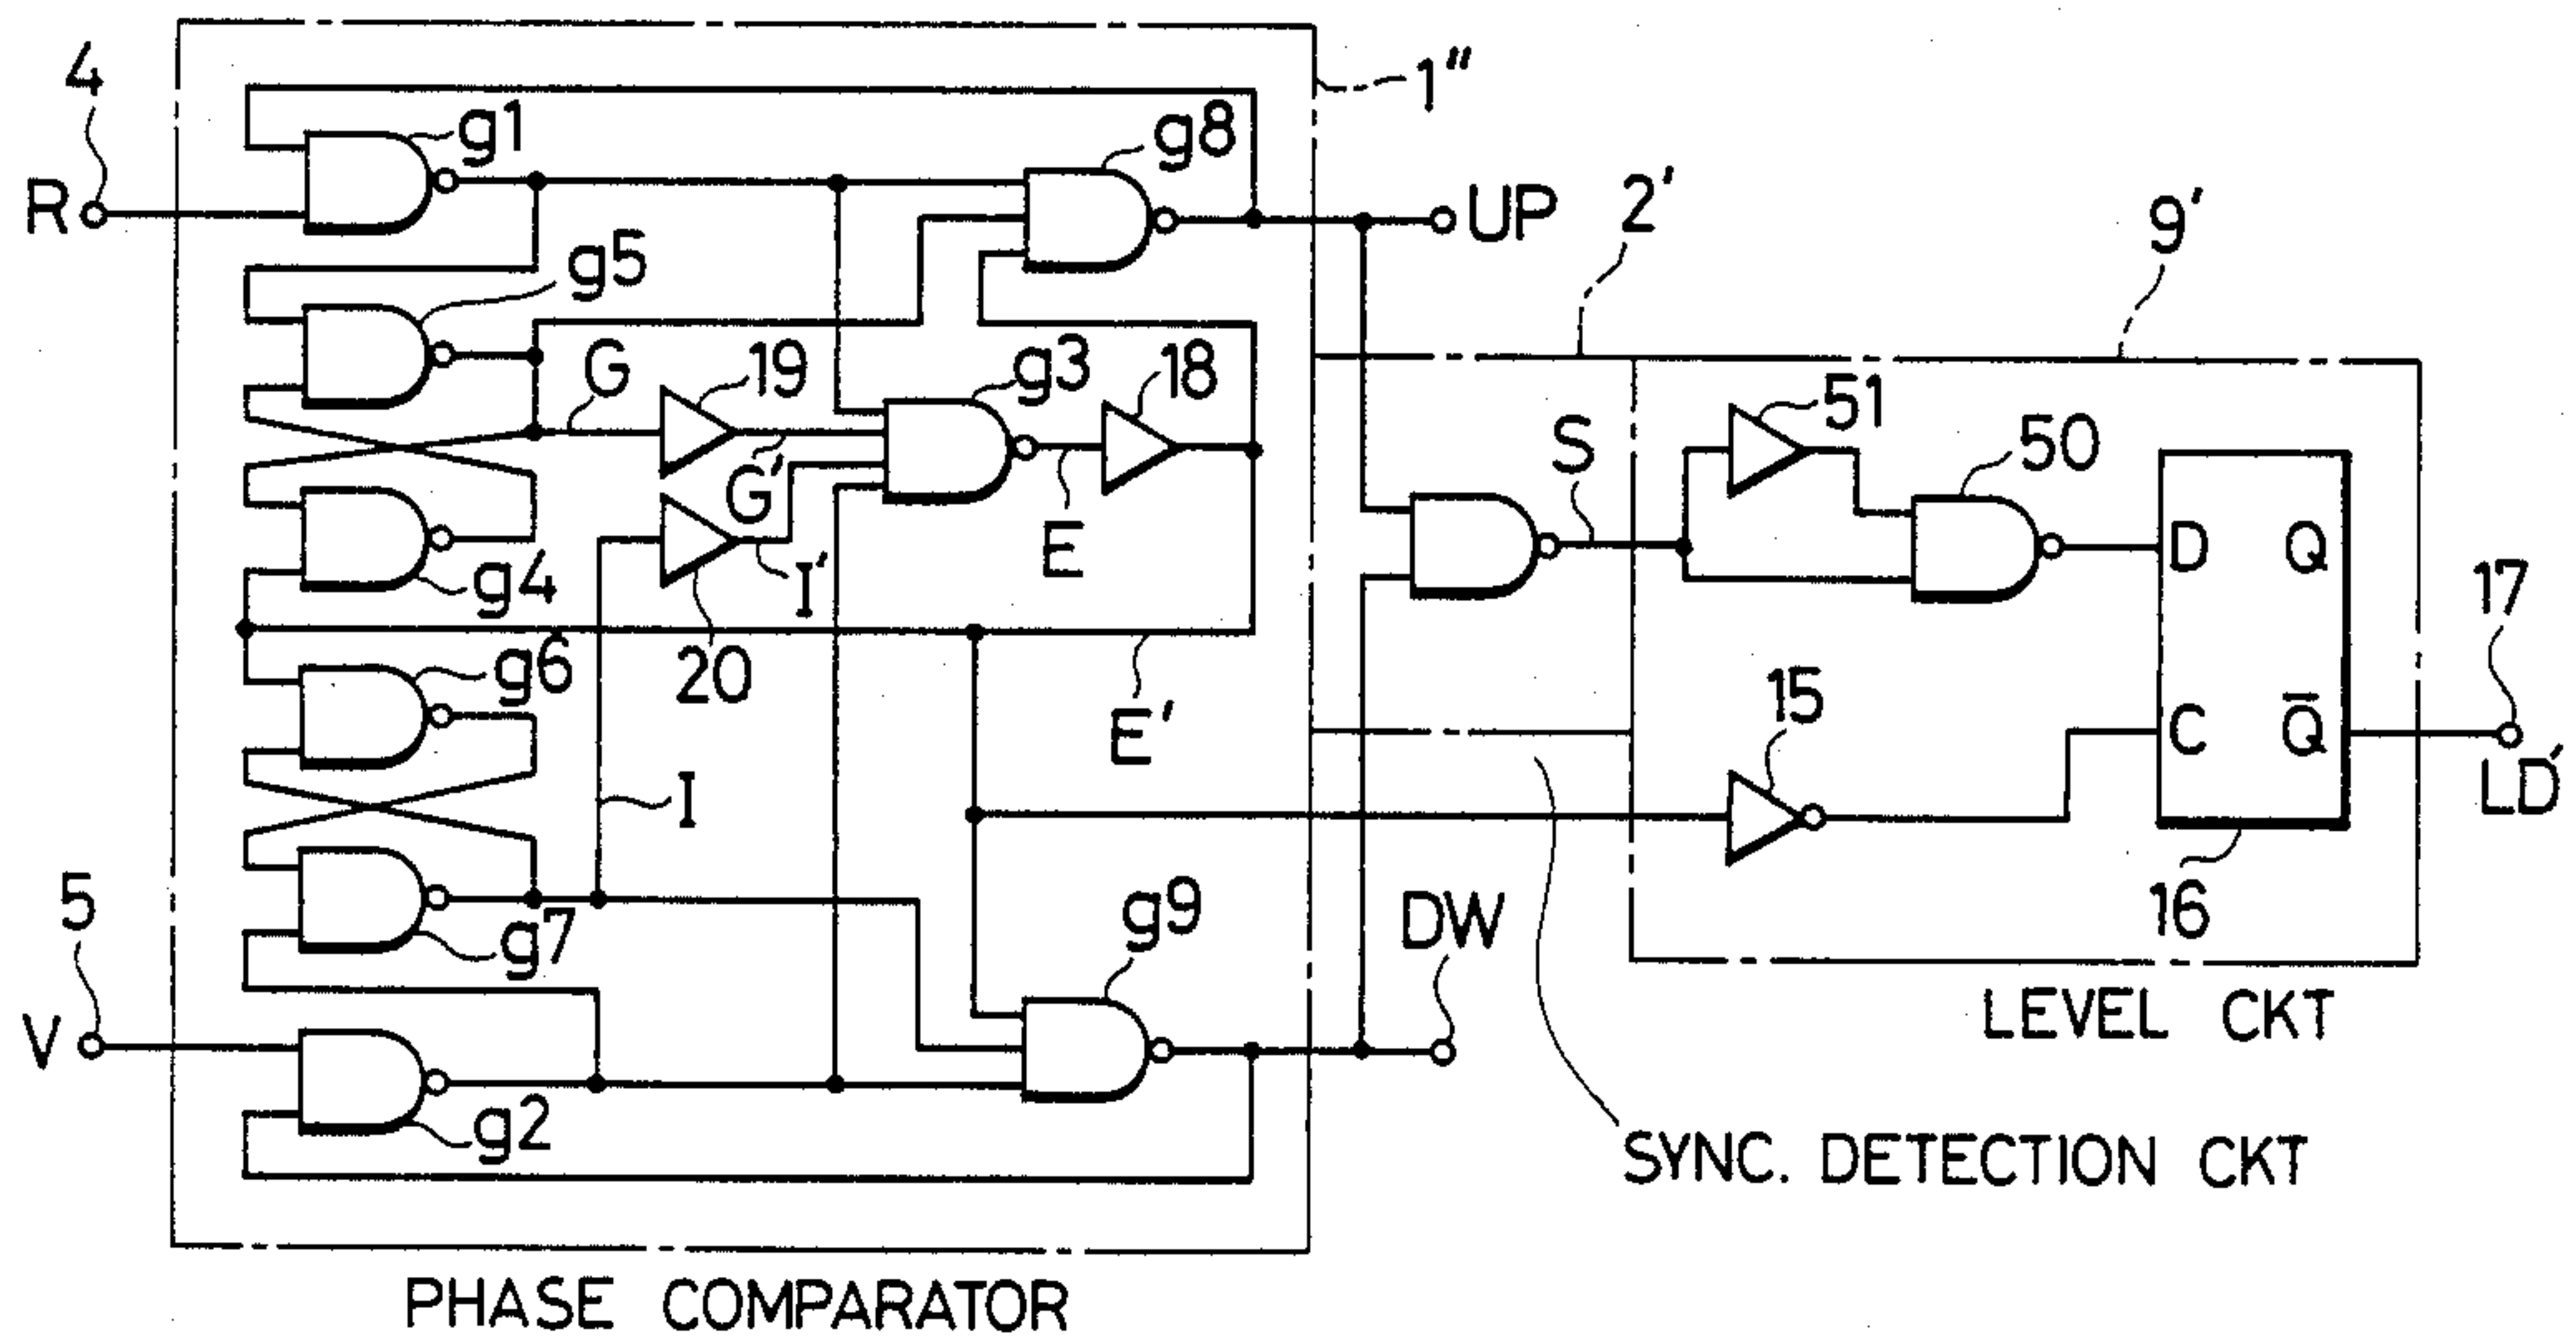 1″
4
g1
g8
R
UP
2′
9′
g5
G
19
g3
18
51
50
S
G′
E
I′
D
Q
g4
17
g6
20
15
E′
C
Q̄
I
LD′
5
g7
g9
DW
16
V
LEVEL CKT
g2
SYNC. DETECTION CKT
PHASE COMPARATOR